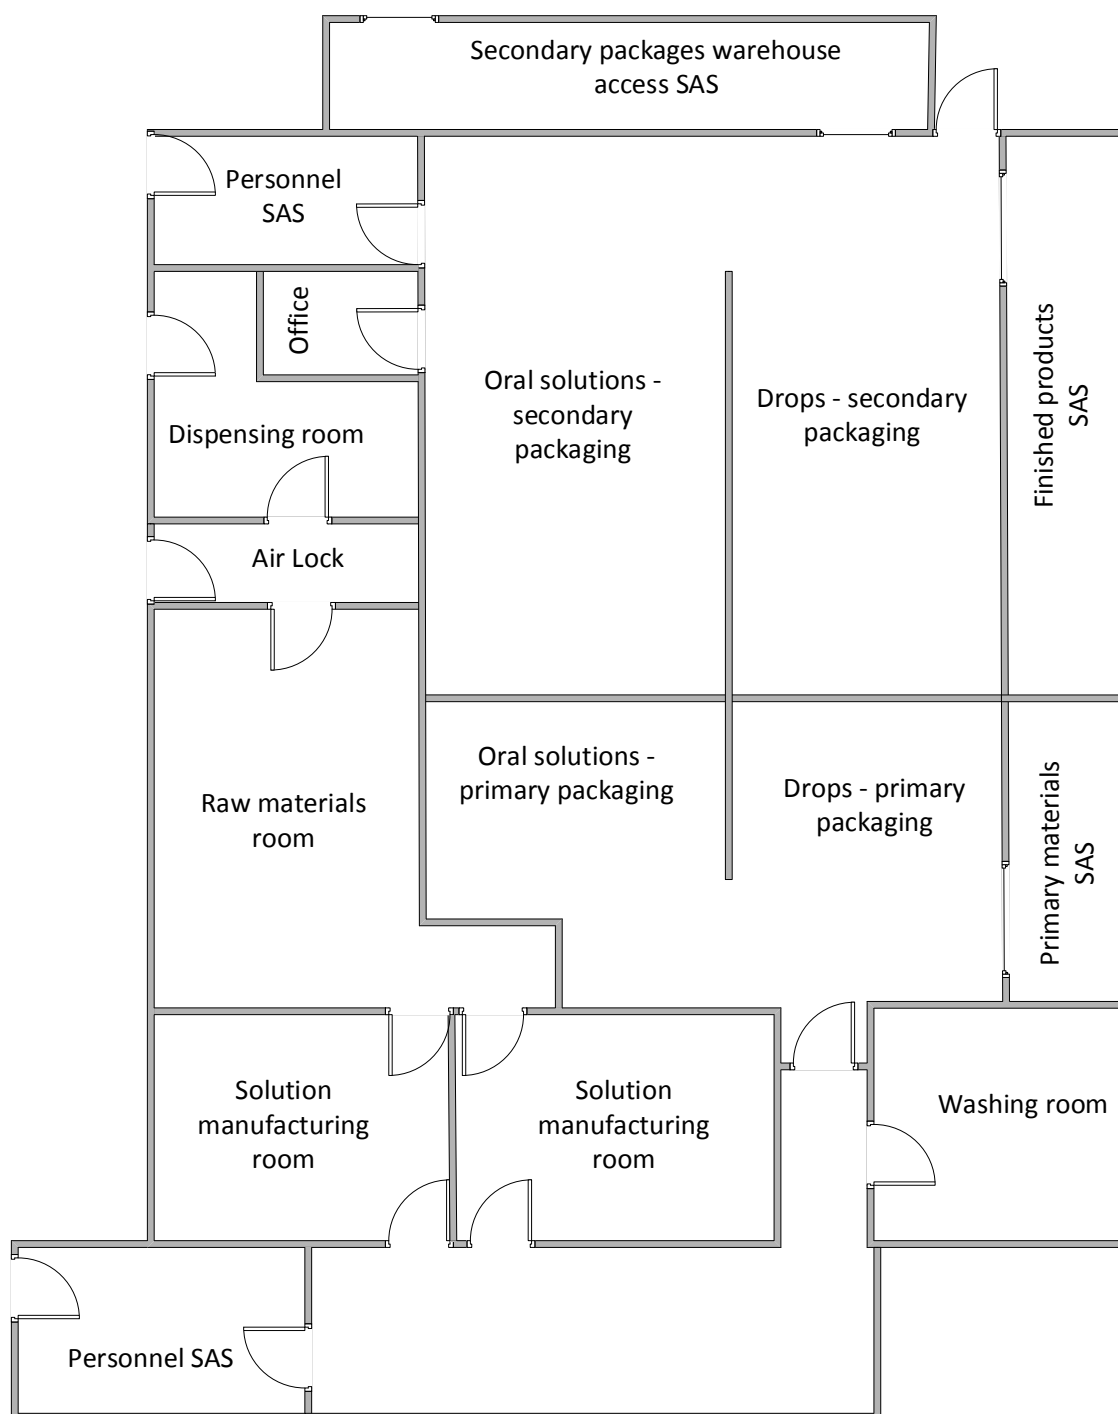 Secondary packages warehouse
access SAS
Personnel
SAS
Office
Oral solutions -
secondary
packaging
Drops - secondary
packaging
Finished products
SAS
Dispensing room
Air Lock
Oral solutions -
primary packaging
Drops - primary
packaging
Primary materials
SAS
Raw materials
room
Solution
manufacturing
room
Solution
manufacturing
room
Washing room
Personnel SAS